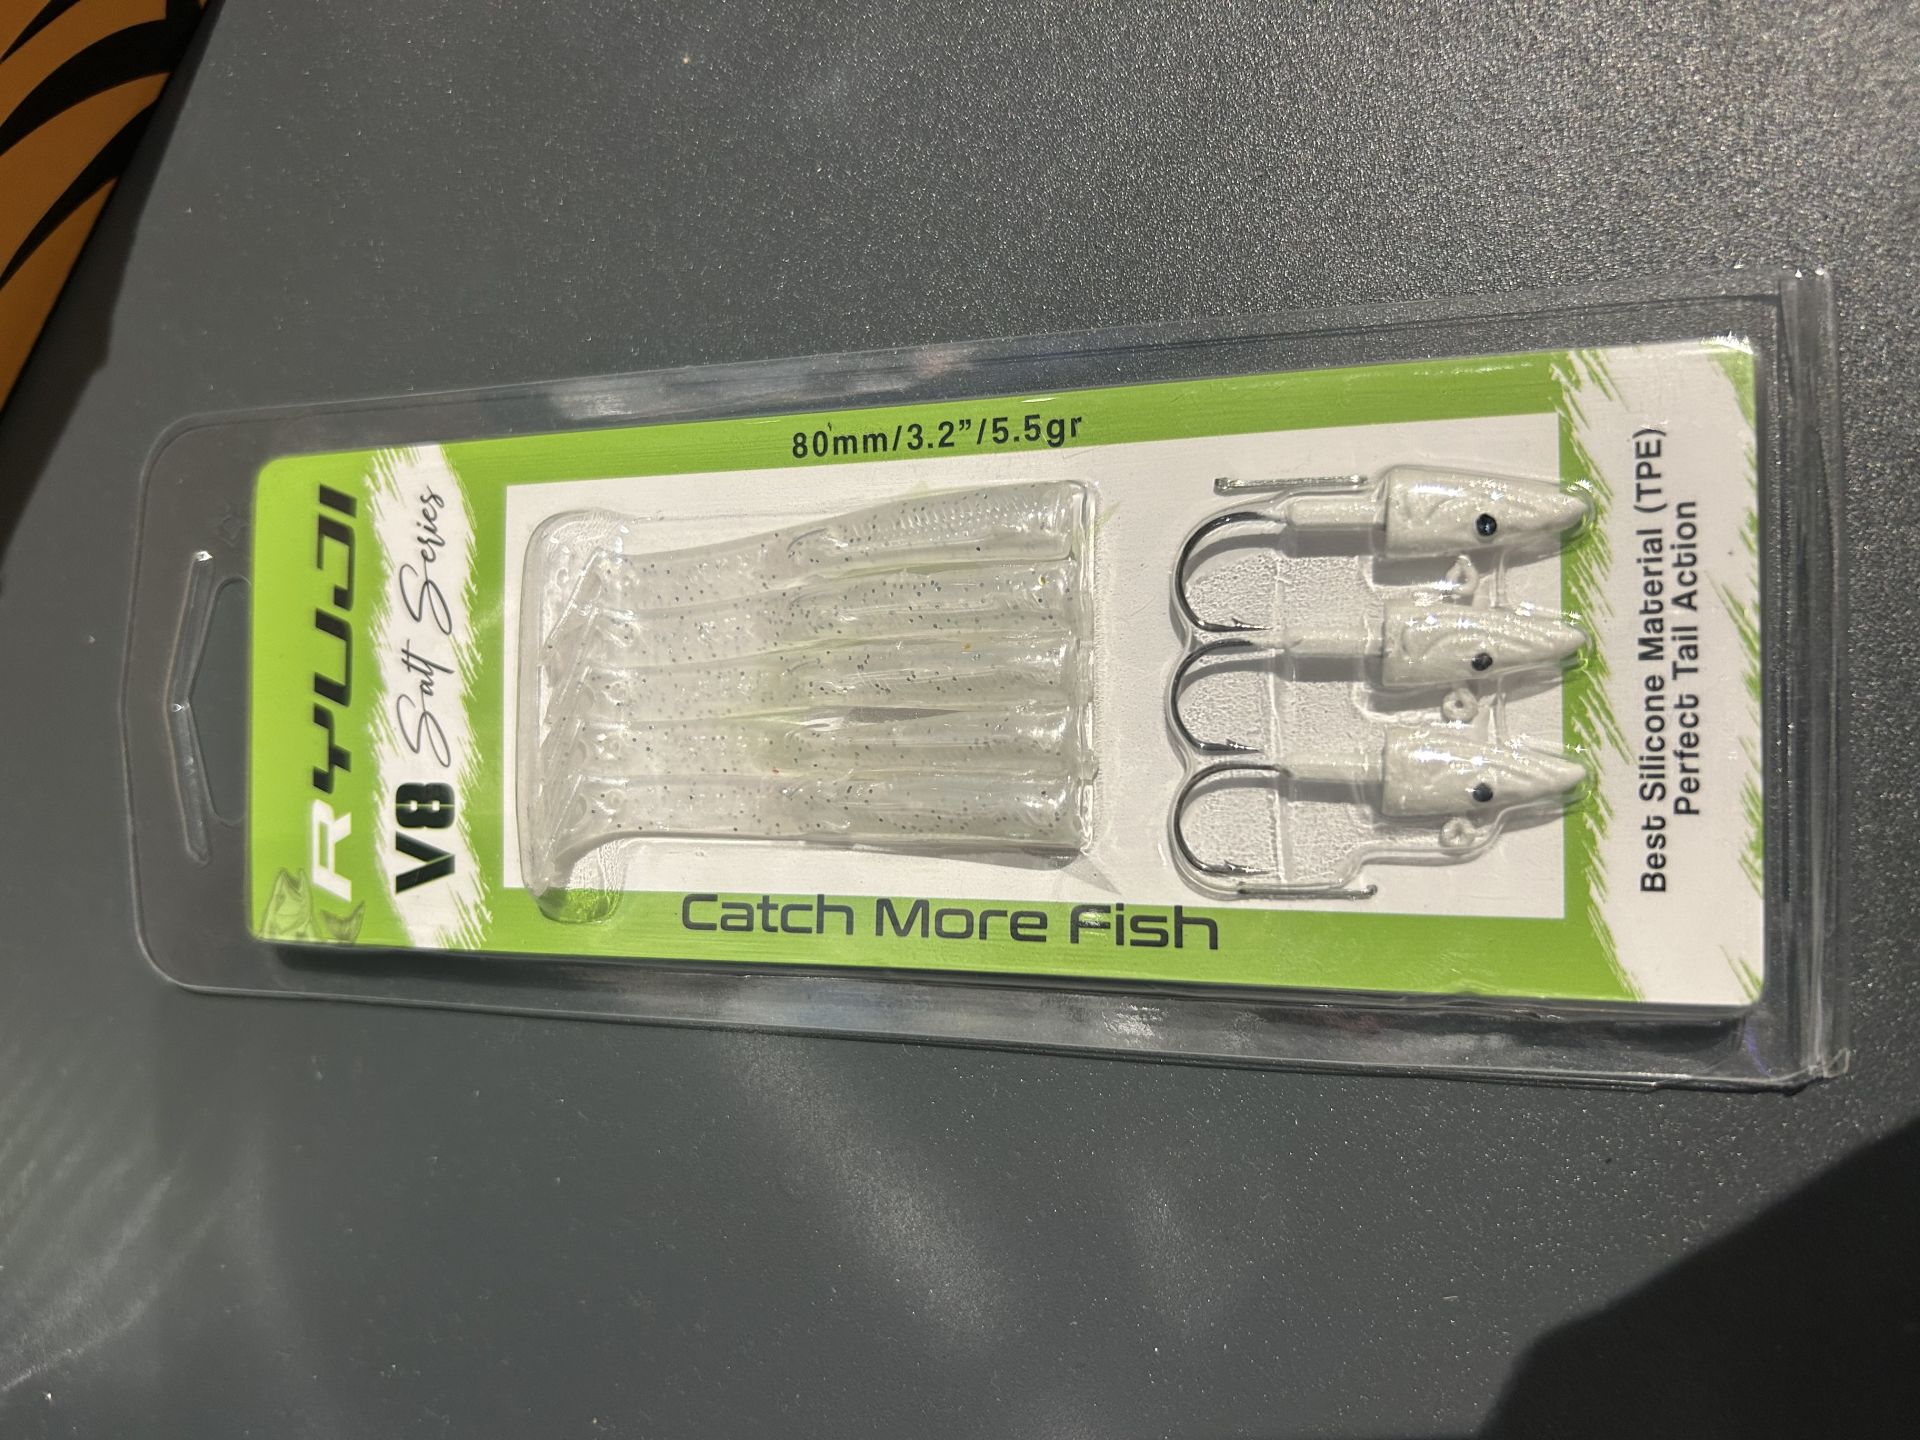 RYUJI
V8 Salt Series
80mm/3.2"/5.5gr
Catch More Fish
Best Silicone Material (TPE)
Perfect Tail Action